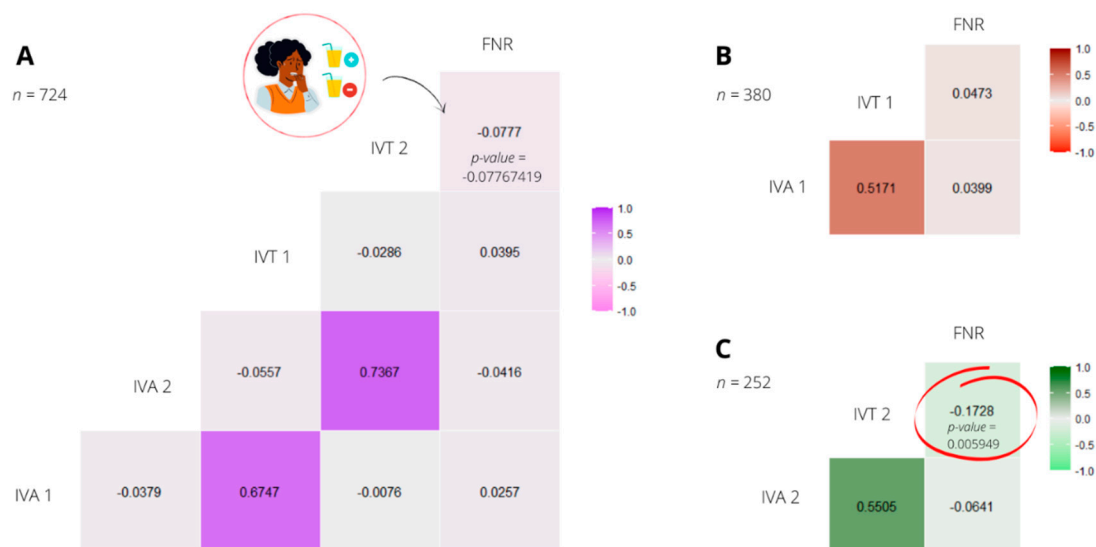 A
FNR
n = 724
-0.0777
IVT 2
p-value =
-0.07767419
IVT 1
-0.0286
0.0395
1.0
0.5
0.0
-0.5
-1.0
IVA 2
-0.0557
0.7367
-0.0416
IVA 1
-0.0379
0.6747
-0.0076
0.0257
B
FNR
n = 380
IVT 1
0.0473
IVA 1
0.5171
0.0399
1.0
0.5
0.0
-0.5
-1.0
C
FNR
n = 252
IVT 2
-0.1728
p-value =
0.005949
IVA 2
0.5505
-0.0641
1.0
0.5
0.0
-0.5
-1.0